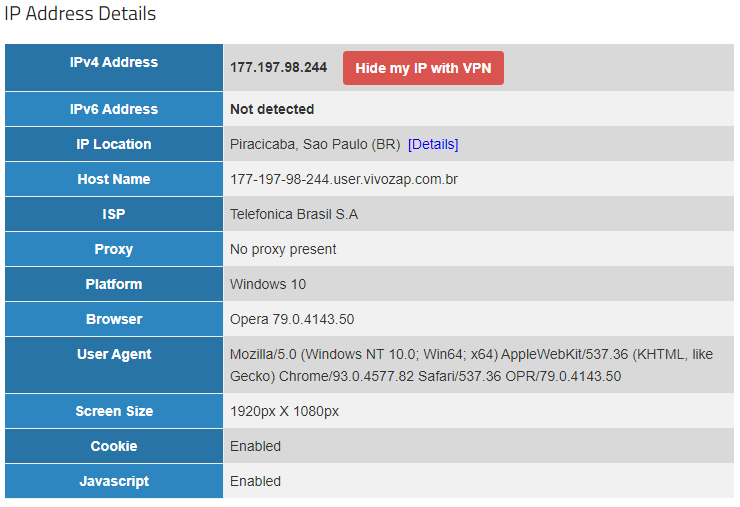 IP Address Details
IPv4 Address 177.197.98.244 Hide my IP with VPN
IPv6 Address Not detected
IP Location Piracicaba, Sao Paulo (BR) [Details]
Host Name 177-197-98-244.user.vivozap.com.br
ISP Telefonica Brasil S.A
Proxy No proxy present
Platform Windows 10
Browser Opera 79.0.4143.50
User Agent Mozilla/5.0 (Windows NT 10.0; Win64; x64) AppleWebKit/537.36 (KHTML, like
Gecko) Chrome/93.0.4577.82 Safari/537.36 OPR/79.0.4143.50
Screen Size 1920px X 1080px
Cookie Enabled
Javascript Enabled